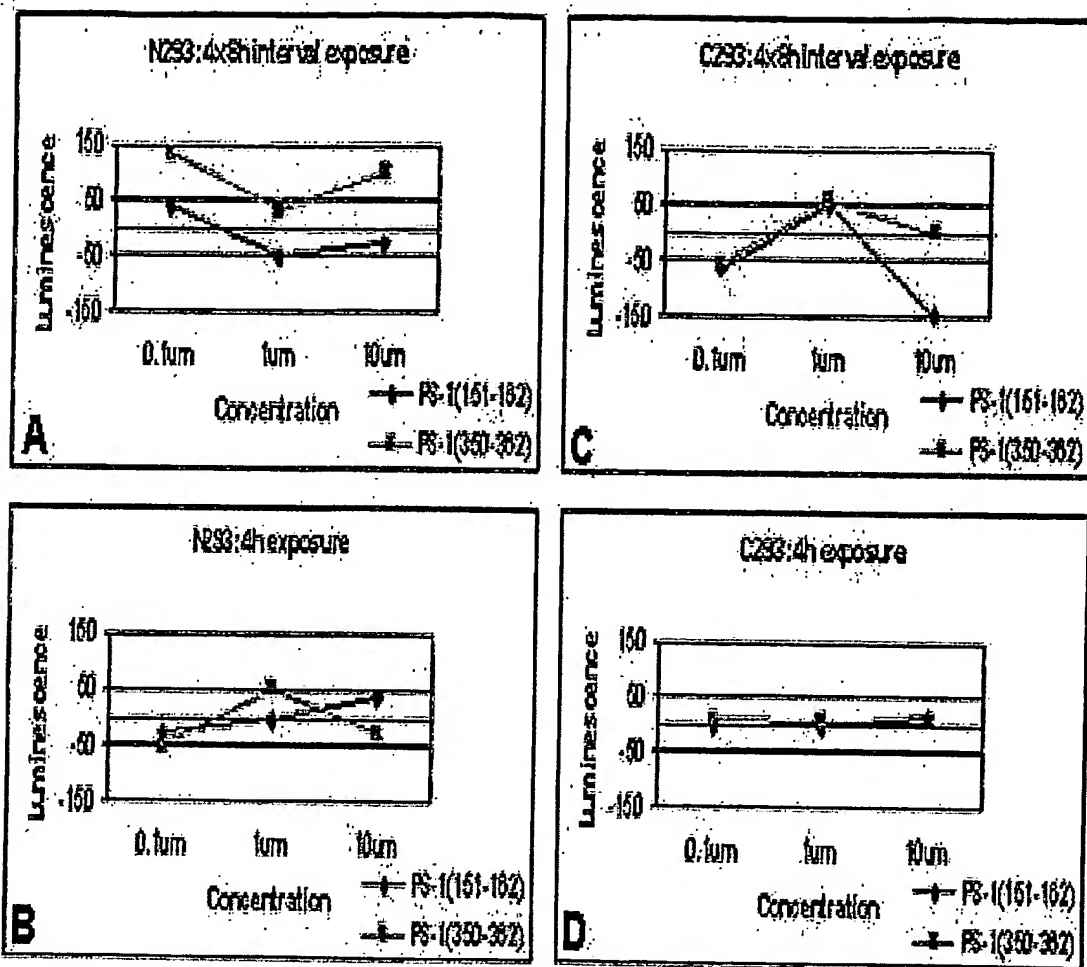 N293: 4x8h interval exposure
Luminescence
150
50
-50
-150
0.1um 1um 10um
Concentration
PS-1(151-162)
PS-1(350-362)
A
C293: 4x8h interval exposure
Luminescence
150
50
-50
-150
0.1um 1um 10um
Concentration
PS-1(151-162)
PS-1(350-362)
C
N293: 4h exposure
Luminescence
150
50
-50
-150
0.1um 1um 10um
Concentration
PS-1(151-162)
PS-1(350-362)
B
C293: 4h exposure
Luminescence
150
50
-50
-150
0.1um 1um 10um
Concentration
PS-1(151-162)
PS-1(350-362)
D